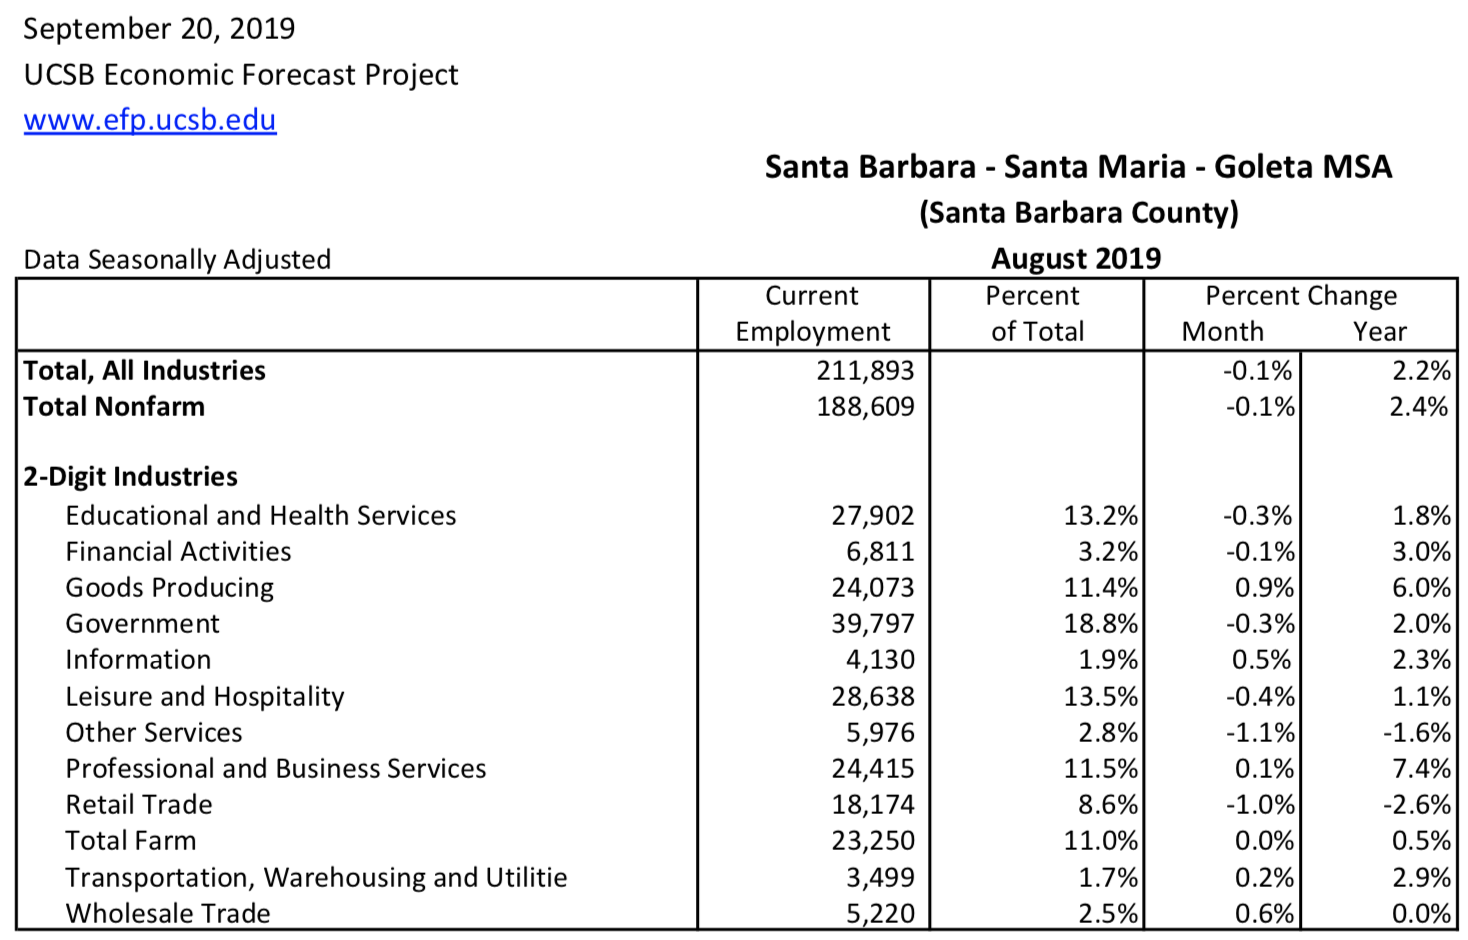 September 20, 2019
UCSB Economic Forecast Project
www.efp.ucsb.edu
Santa Barbara - Santa Maria - Goleta MSA
(Santa Barbara County)
Data Seasonally Adjusted August 2019
Current Percent Percent Change
Employment of Total Month Year
Total, All Industries 211,893 -0.1% 2.2%
Total Nonfarm 188,609 -0.1% 2.4%
2-Digit Industries
Educational and Health Services 27,902 13.2% -0.3% 1.8%
Financial Activities 6,811 3.2% -0.1% 3.0%
Goods Producing 24,073 11.4% 0.9% 6.0%
Government 39,797 18.8% -0.3% 2.0%
Information 4,130 1.9% 0.5% 2.3%
Leisure and Hospitality 28,638 13.5% -0.4% 1.1%
Other Services 5,976 2.8% -1.1% -1.6%
Professional and Business Services 24,415 11.5% 0.1% 7.4%
Retail Trade 18,174 8.6% -1.0% -2.6%
Total Farm 23,250 11.0% 0.0% 0.5%
Transportation, Warehousing and Utilitie 3,499 1.7% 0.2% 2.9%
Wholesale Trade 5,220 2.5% 0.6% 0.0%